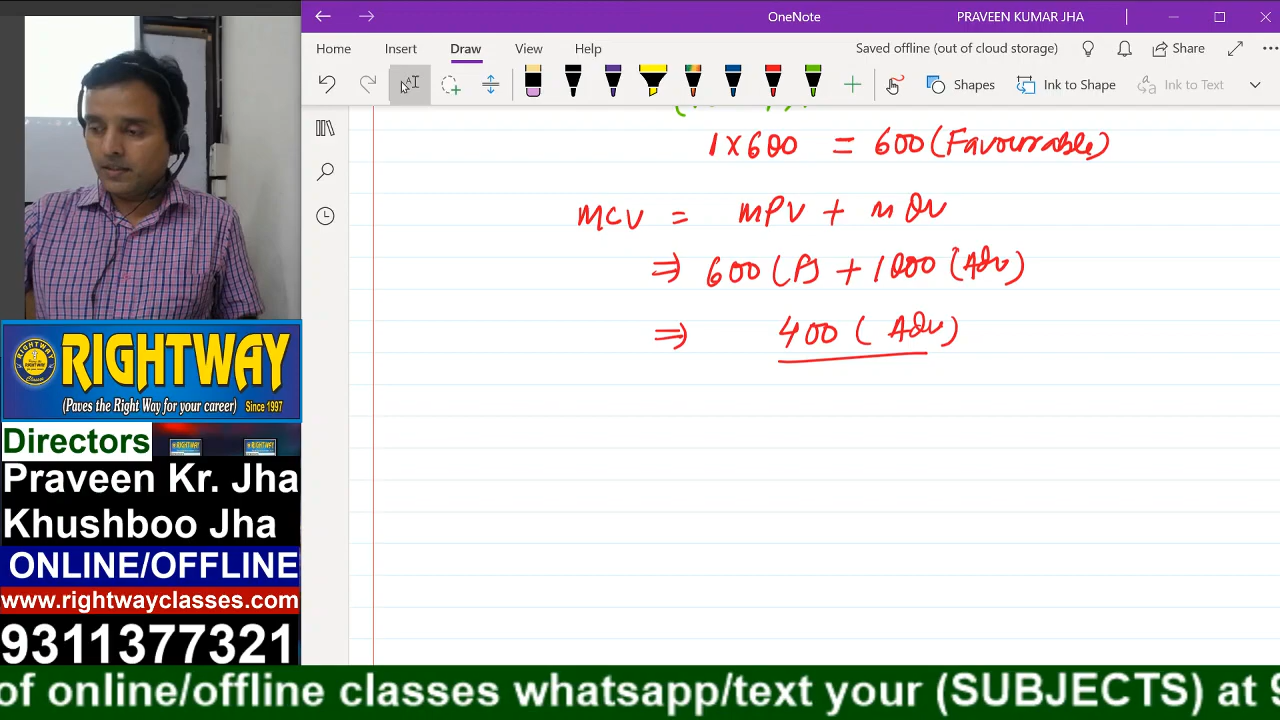 OneNote
PRAVEEN KUMAR JHA
Home Insert Draw View Help
Saved offline (out of cloud storage)
Share
Shapes
Ink to Shape
Ink to Text
1 x 600 = 600 (Favourable)
MCV = MPV + MQV
⇒ 600 (F) + 1000 (Adv)
⇒ 400 (Adv)
RIGHTWAY
(Paves the Right Way for your career) Since 1997
Directors
Praveen Kr. Jha
Khushboo Jha
ONLINE/OFFLINE
www.rightwayclasses.com
9311377321
of online/offline classes whatsapp/text your (SUBJECTS) at 9